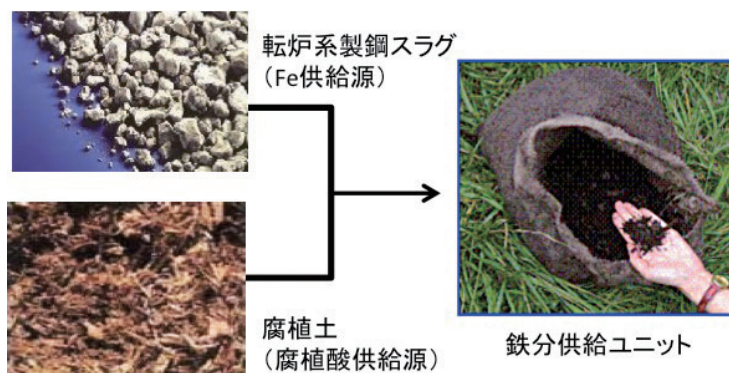 転炉系製鋼スラグ
（Fe供給源）
腐植土
（腐植酸供給源）
鉄分供給ユニット